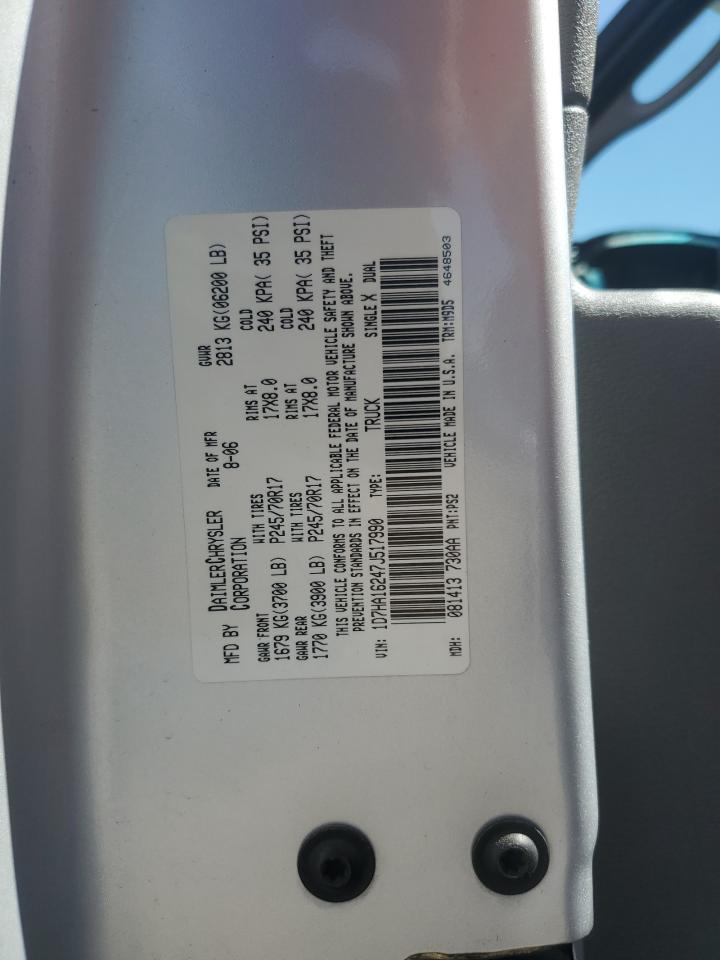 MFD BY DAIMLERCHRYSLER CORPORATION DATE OF MFR 8-06 GVWR 2813 KG(06200 LB)
GAWR FRONT WITH TIRES RIMS AT COLD
1679 KG(3700 LB) P245/70R17 17X8.0 240 KPA( 35 PSI)
GAWR REAR WITH TIRES RIMS AT COLD
1770 KG(3900 LB) P245/70R17 17X8.0 240 KPA( 35 PSI)
THIS VEHICLE CONFORMS TO ALL APPLICABLE FEDERAL MOTOR VEHICLE SAFETY AND THEFT
PREVENTION STANDARDS IN EFFECT ON THE DATE OF MANUFACTURE SHOWN ABOVE.
VIN: 1D7HA16247J517990 TYPE: TRUCK SINGLE X DUAL
MDH: 081413 730AA PNT:PS2 VEHICLE MADE IN U.S.A. TRM:M9D5 4648503